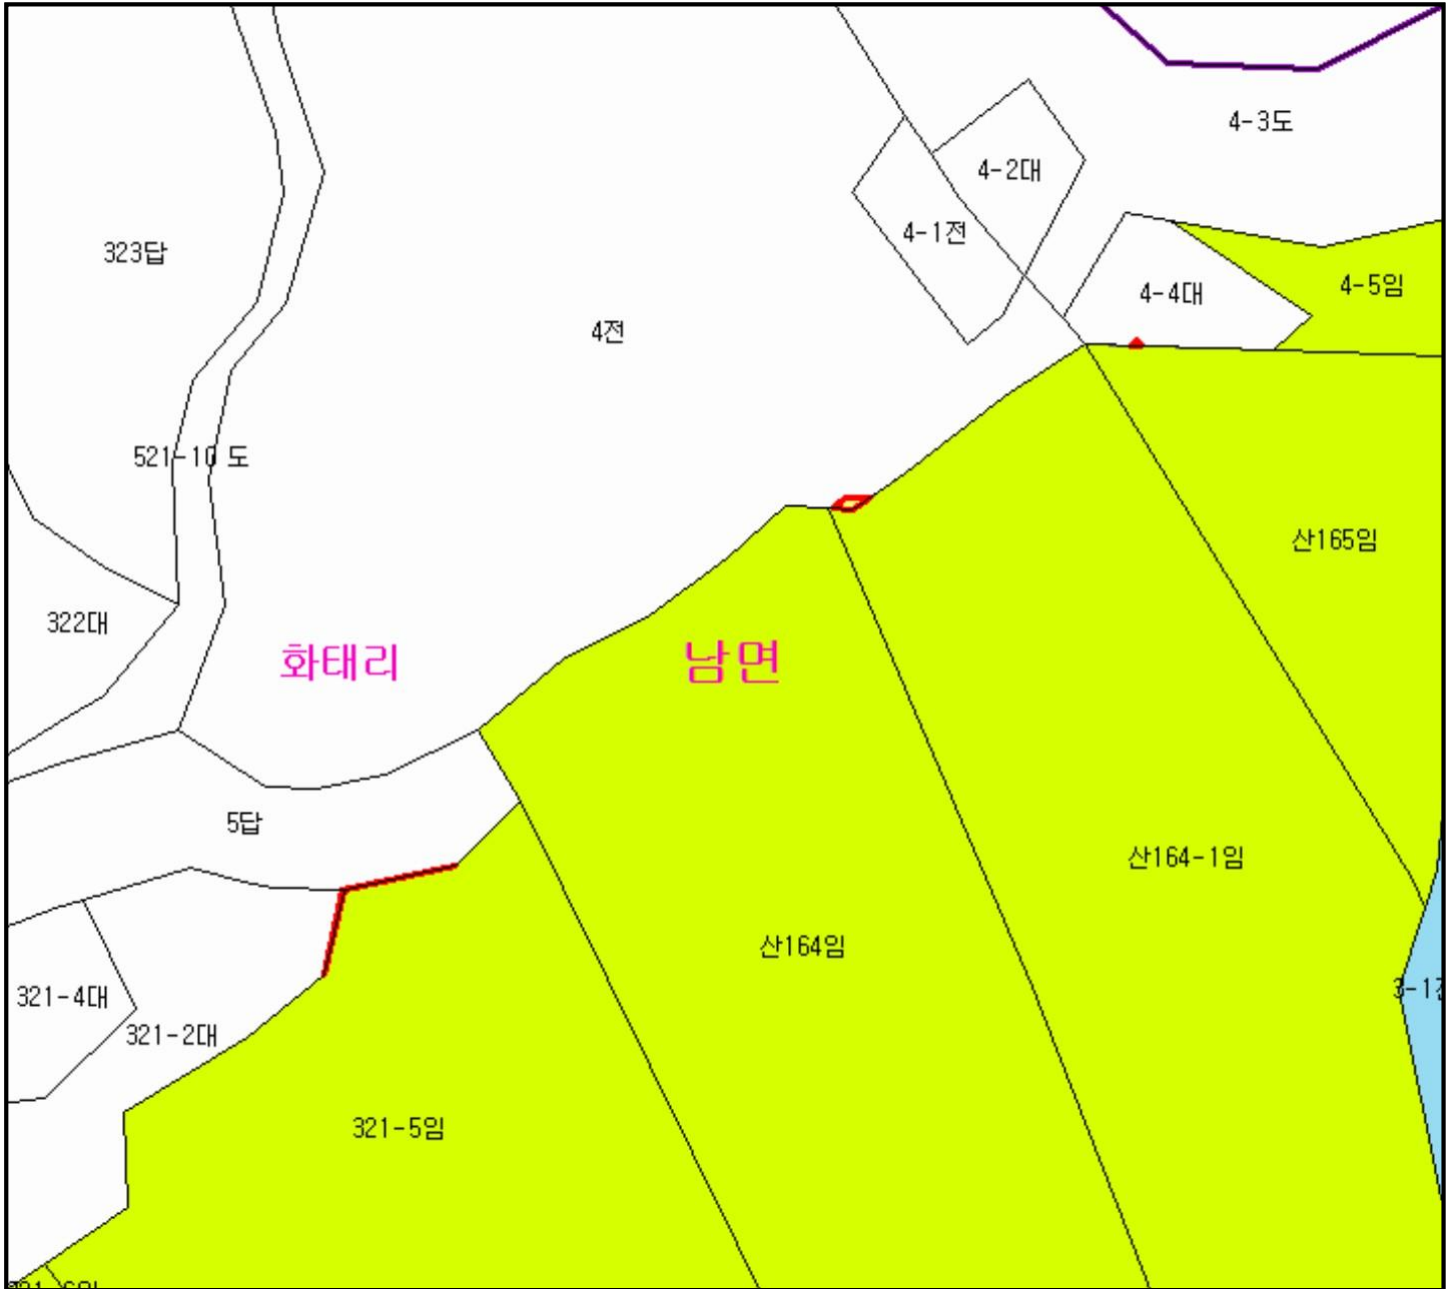 4-3도
4-2대
4-1전
323답
4-4대
4-5임
4전
521-10 도
산165임
322대
화태리
남면
5답
산164-1임
산164임
321-4대
3-1전
321-2대
321-5임